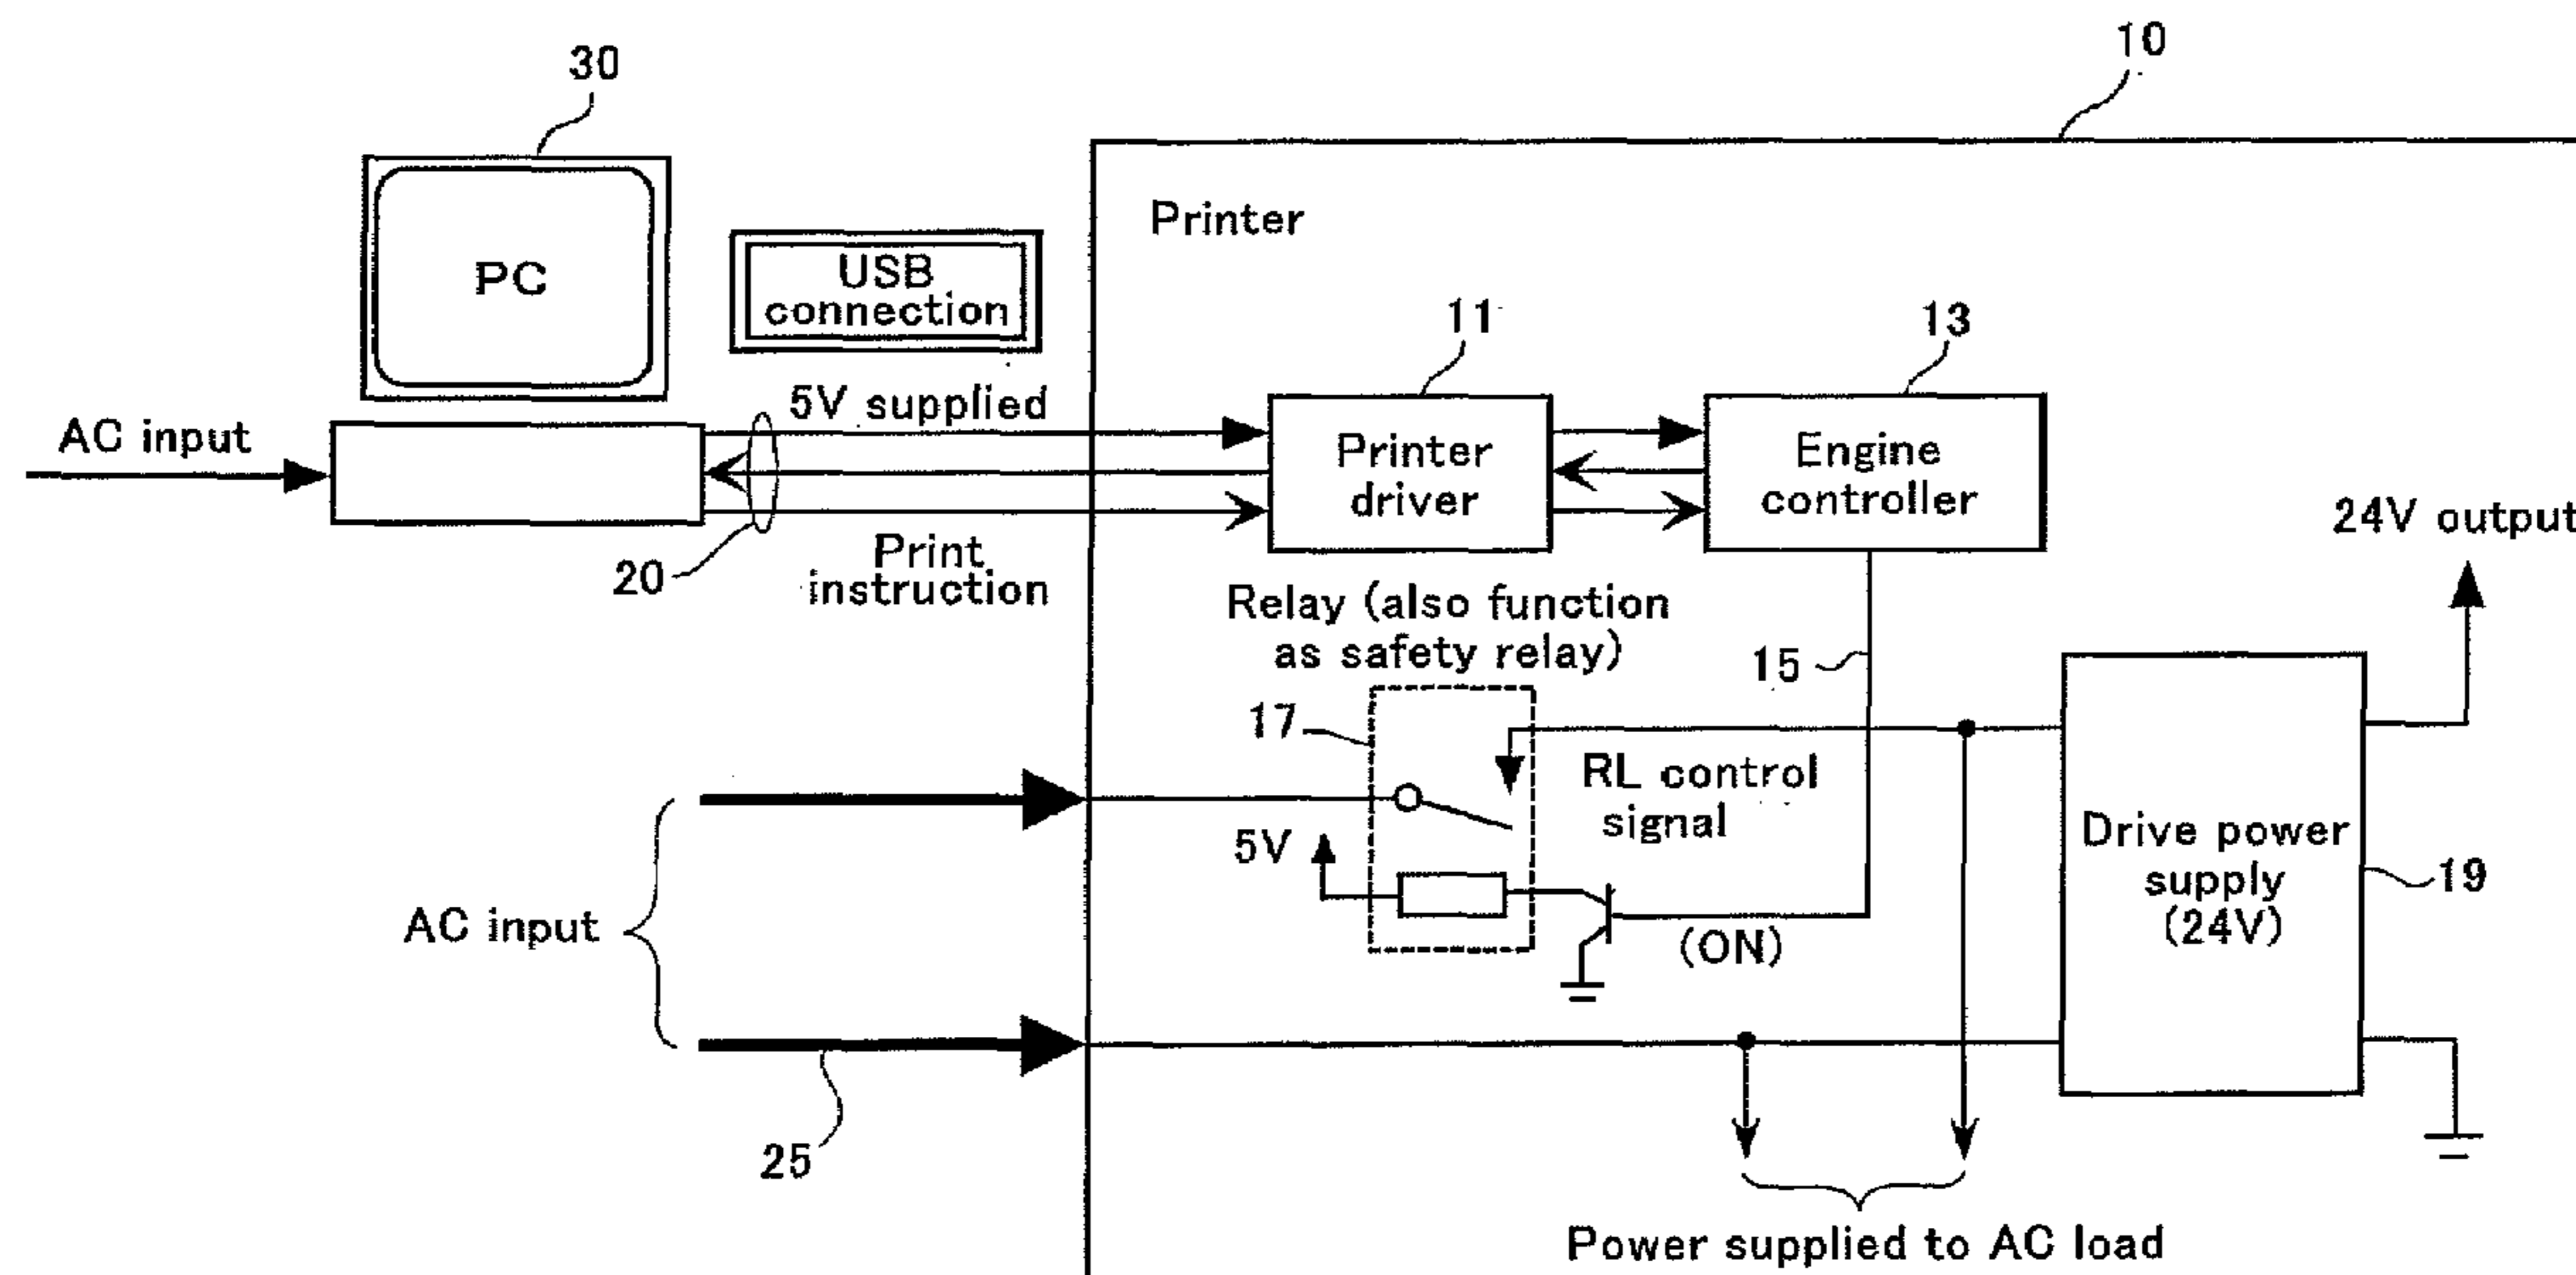 10
30
Printer
PC
USB
connection
11
13
5V supplied
AC input
Printer
driver
Engine
controller
24V output
Print
instruction
20
Relay (also function
as safety relay)
15
17
RL control
signal
5V
Drive power
supply
(24V)
19
AC input
(ON)
25
Power supplied to AC load